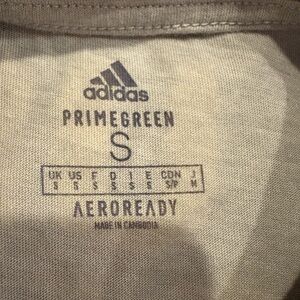 adidas
PRIMEGREEN
S
UK US F D I E CDN J
S S S S S S S/P M
AEROREADY
MADE IN CAMBODIA